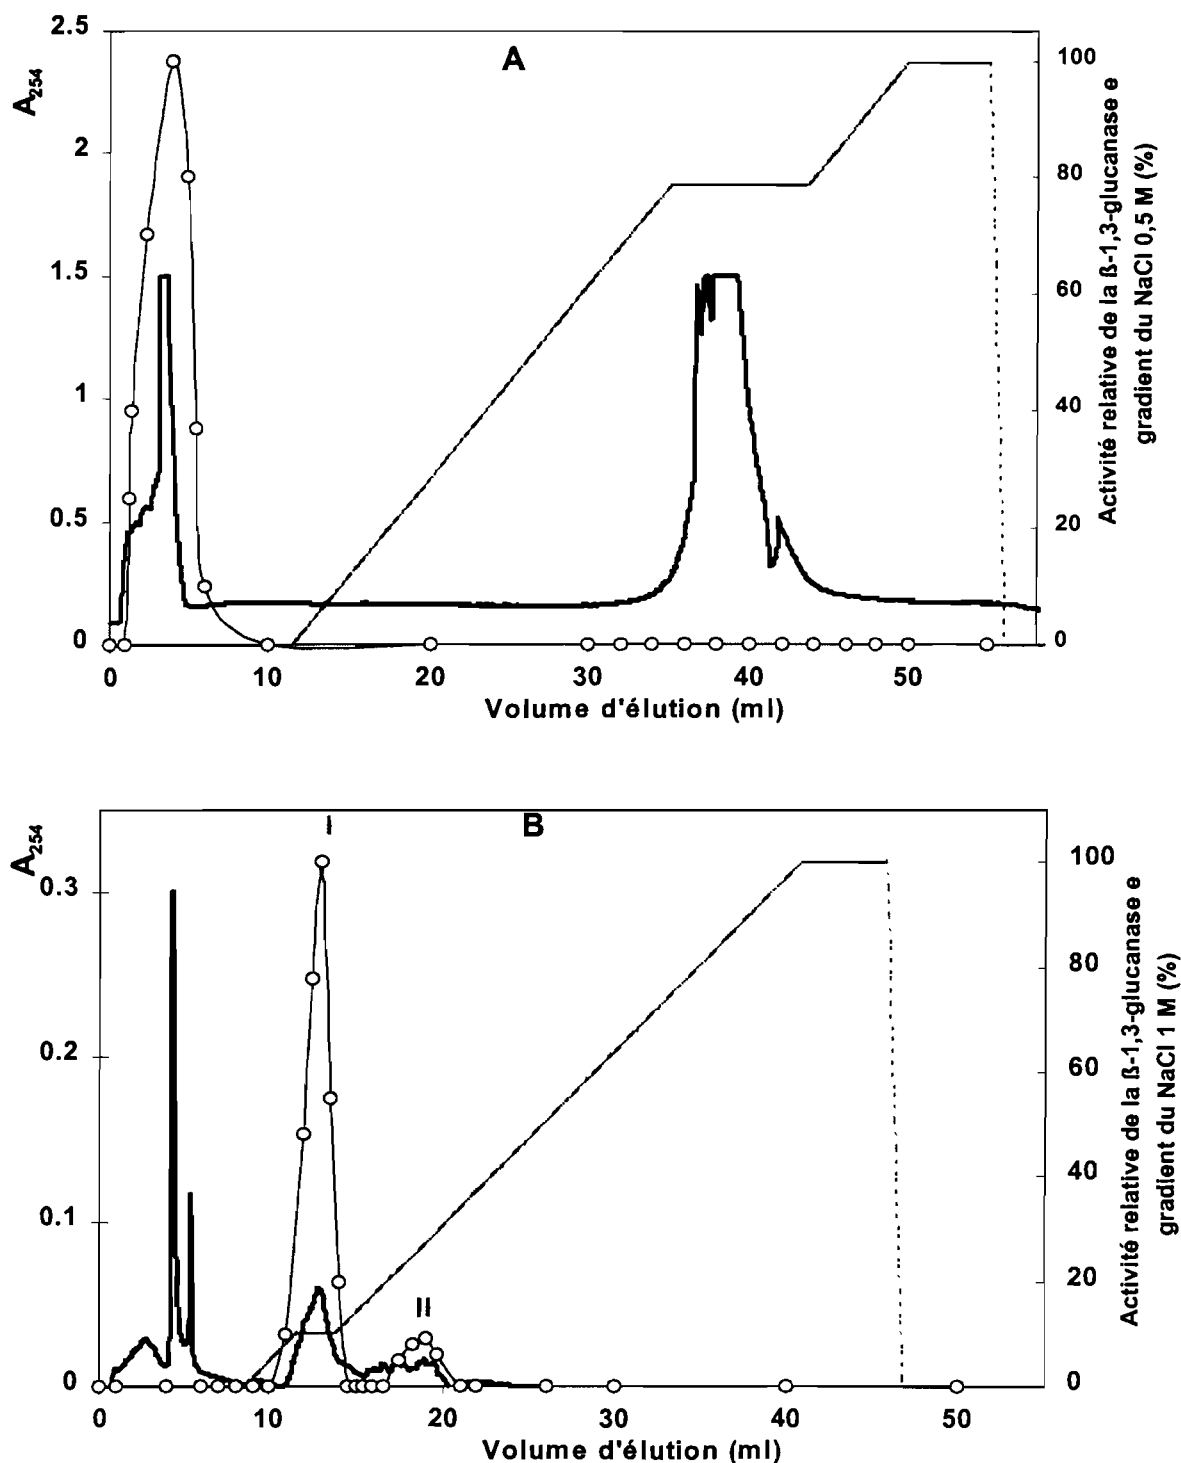 A
A254
2.5
2
1.5
1
0.5
0
100
80
60
40
20
0
Activité relative de la ß-1,3-glucanase e
gradient du NaCl 0,5 M (%)
0 10 20 30 40 50
Volume d'élution (ml)
I
B
A254
0.3
0.2
0.1
0
II
100
80
60
40
20
0
Activité relative de la ß-1,3-glucanase e
gradient du NaCl 1 M (%)
0 10 20 30 40 50
Volume d'élution (ml)